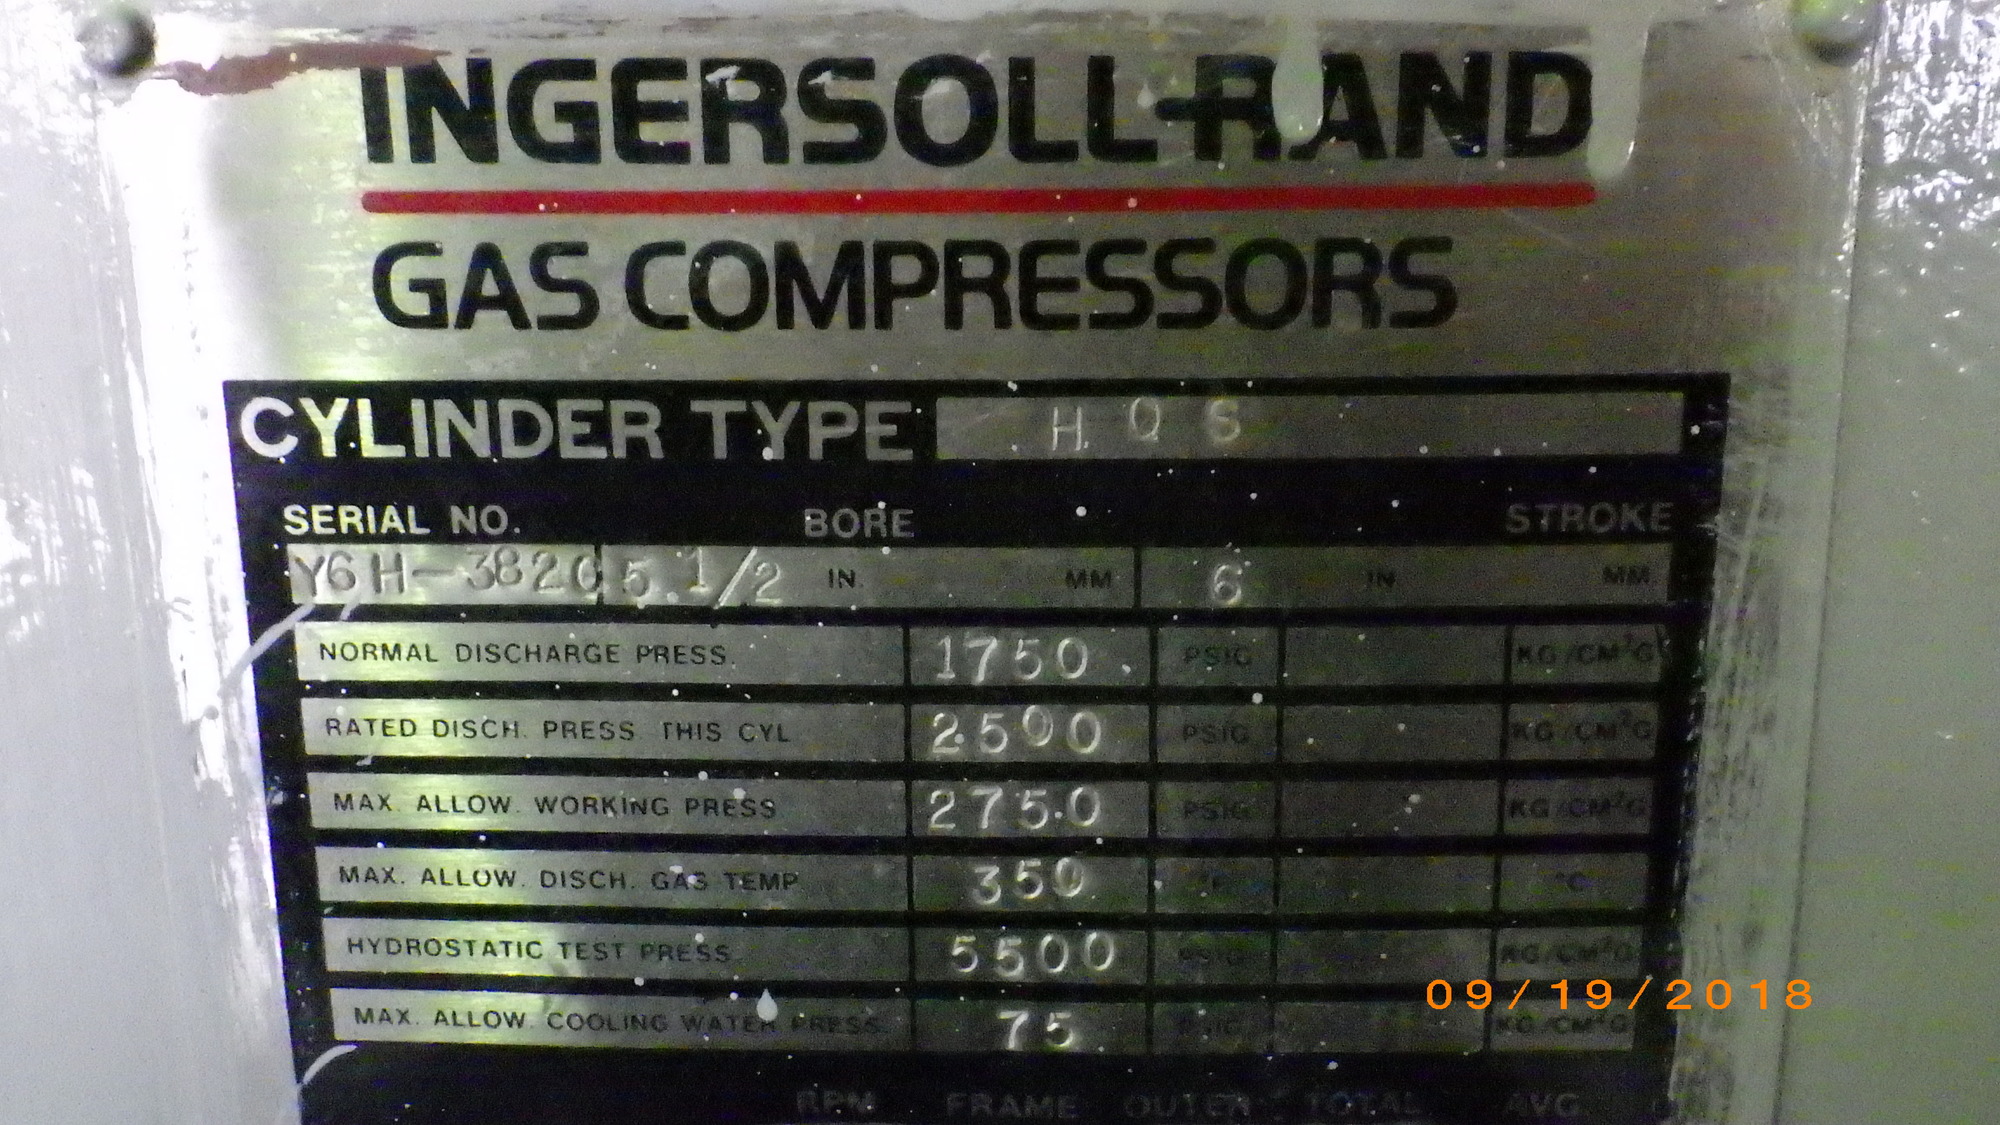 INGERSOLL-RAND
GAS COMPRESSORS
CYLINDER TYPE H Q S
SERIAL NO. BORE STROKE
Y6H-3820 5.1/2 IN. MM 6 IN MM.
NORMAL DISCHARGE PRESS. 1750 PSIG KG/CM²G
RATED DISCH. PRESS. THIS CYL 2500 PSIG KG/CM²G
MAX. ALLOW. WORKING PRESS 2750 PSIG KG/CM²G
MAX. ALLOW. DISCH. GAS TEMP 350 °F °C
HYDROSTATIC TEST PRESS. 5500 PSIG KG/CM²G
MAX. ALLOW. COOLING WATER PRESS. 75 PSIG KG/CM²G
RPM FRAME OUTER TOTAL AVG.
09/19/2018